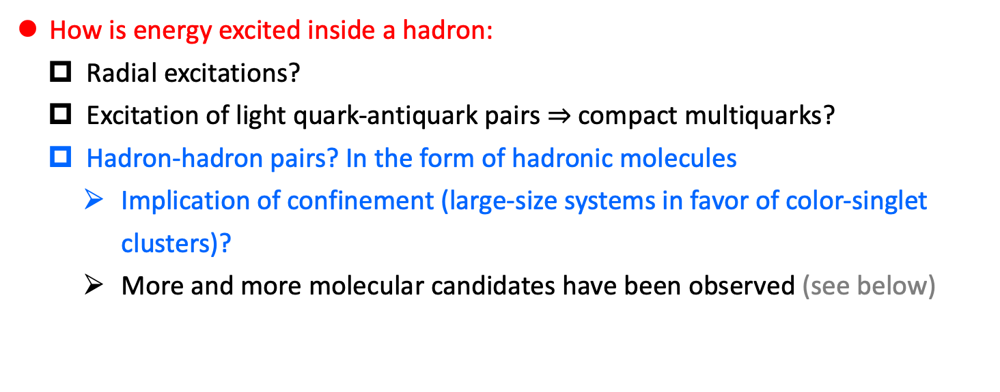 ● How is energy excited inside a hadron:
❑ Radial excitations?
❑ Excitation of light quark-antiquark pairs ⇒ compact multiquarks?
❑ Hadron-hadron pairs? In the form of hadronic molecules
➢ Implication of confinement (large-size systems in favor of color-singlet
clusters)?
➢ More and more molecular candidates have been observed (see below)